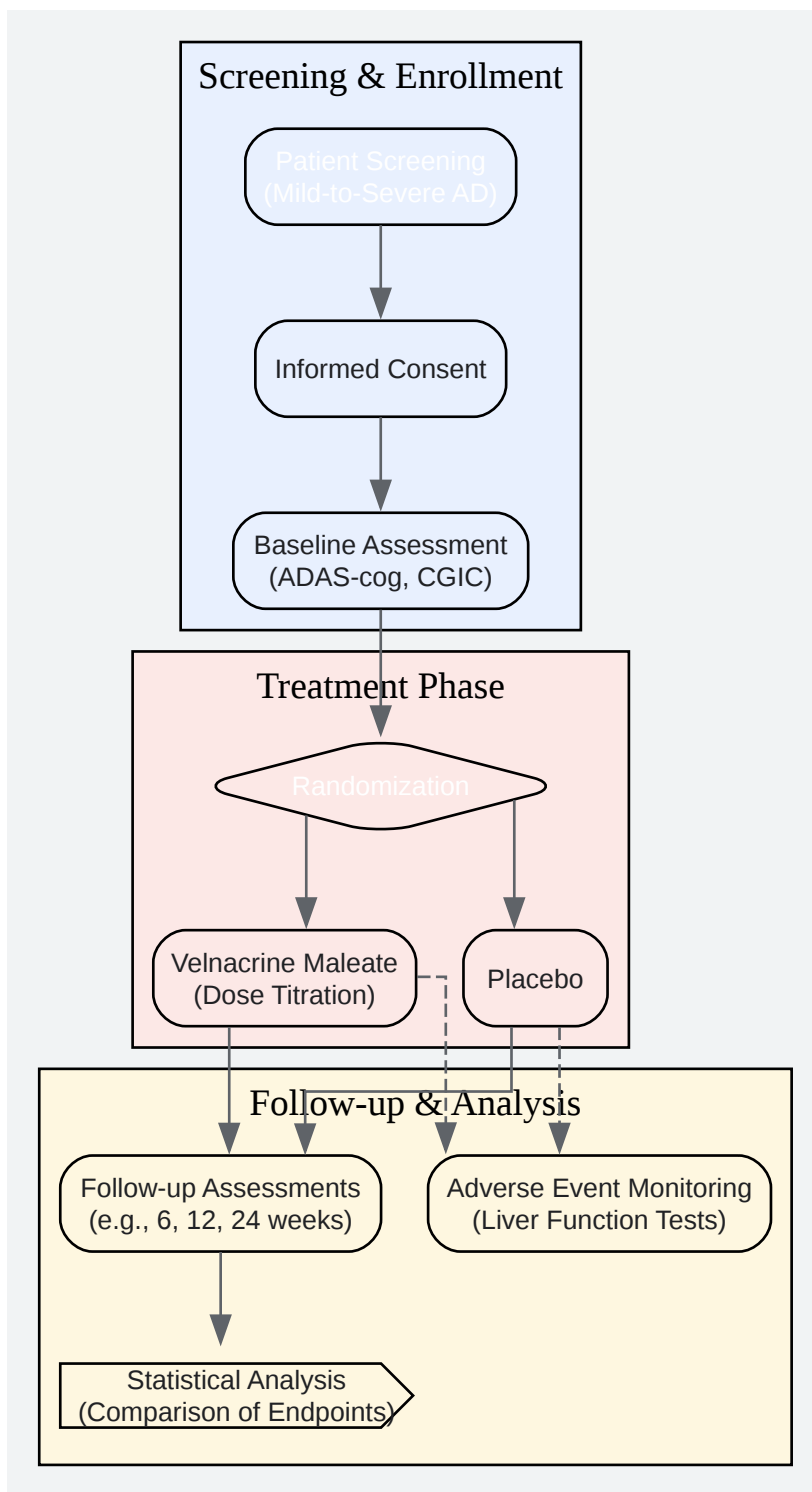 Screening & Enrollment
Patient Screening
(Mild-to-Severe AD)
Informed Consent
Baseline Assessment
(ADAS-cog, CGIC)
Treatment Phase
Randomization
Velnacrine Maleate
(Dose Titration)
Placebo
Follow-up & Analysis
Follow-up Assessments
(e.g., 6, 12, 24 weeks)
Adverse Event Monitoring
(Liver Function Tests)
Statistical Analysis
(Comparison of Endpoints)